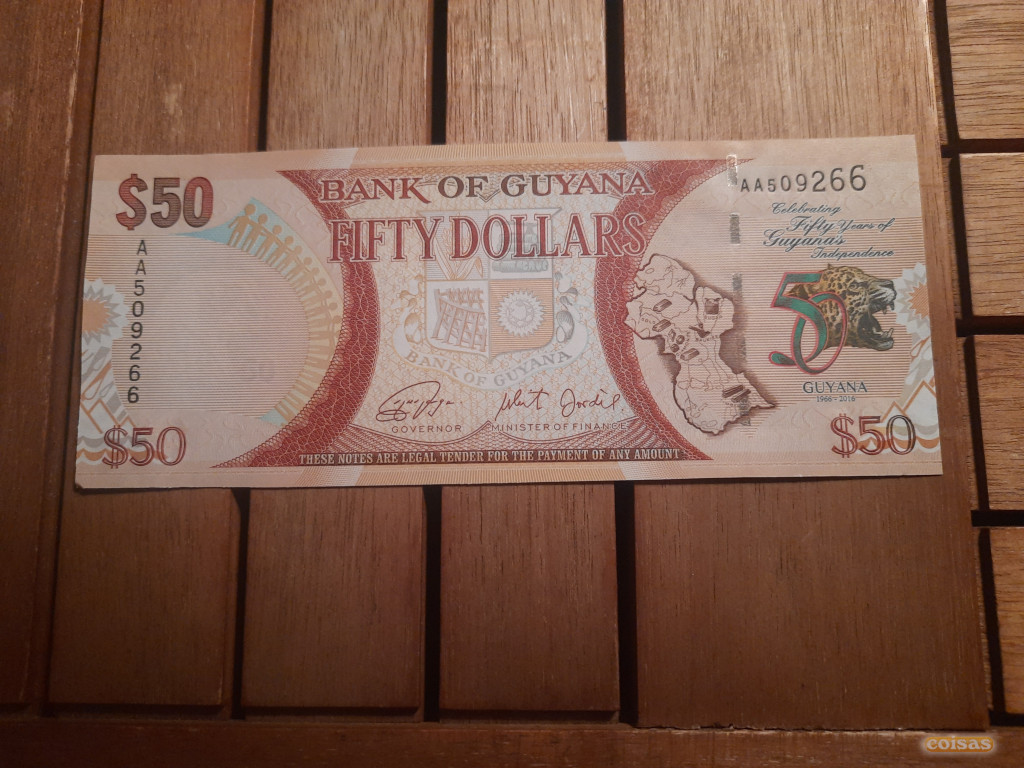 $50
BANK OF GUYANA
FIFTY DOLLARS
AA509266
AA509266
Celebrating
Fifty Years of
Guyana's
Independence
50
GUYANA
1966 - 2016
BANK OF GUYANA
GOVERNOR
MINISTER OF FINANCE
$50
$50
THESE NOTES ARE LEGAL TENDER FOR THE PAYMENT OF ANY AMOUNT
coisas